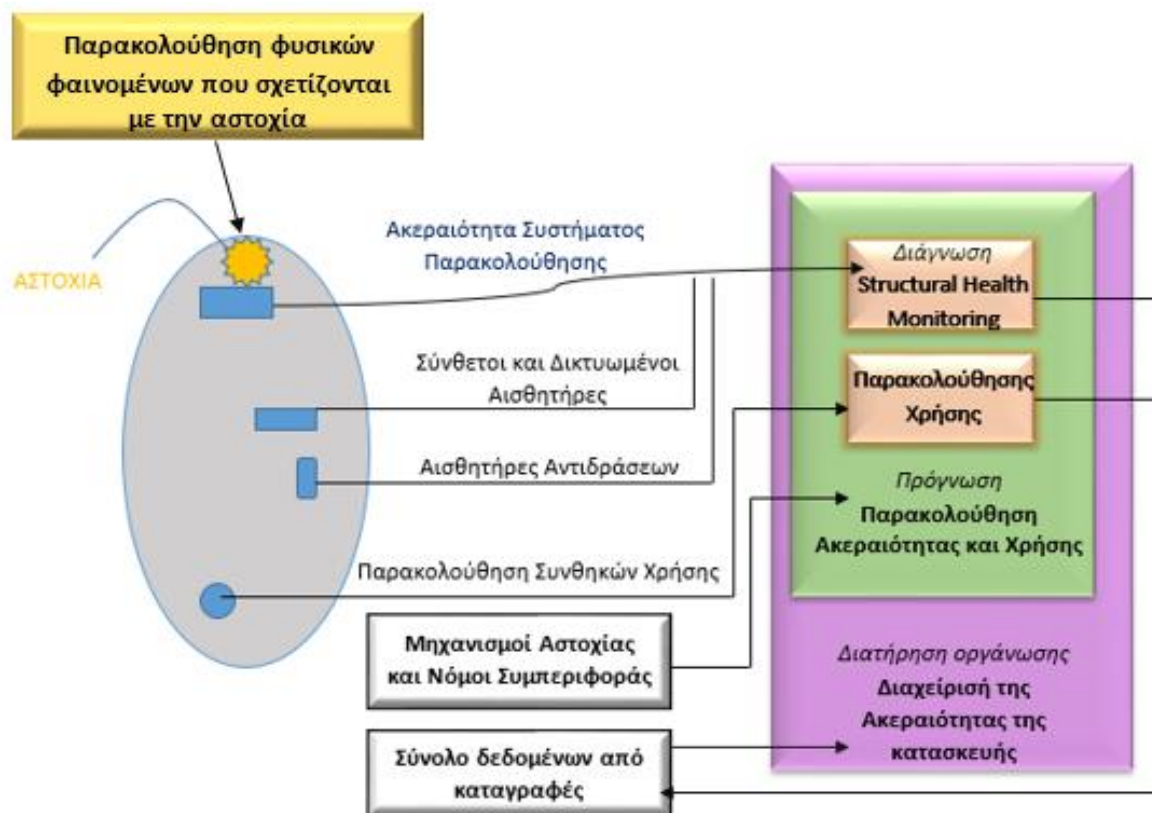 Παρακολούθηση φυσικών
φαινομένων που σχετίζονται
με την αστοχία
ΑΣΤΟΧΙΑ
Ακεραιότητα Συστήματος
Παρακολούθησης
Σύνθετοι και Δικτυωμένοι
Αισθητήρες
Αισθητήρες Αντιδράσεων
Παρακολούθηση Συνθηκών Χρήσης
Μηχανισμοί Αστοχίας
και Νόμοι Συμπεριφοράς
Σύνολο δεδομένων από
καταγραφές
Διάγνωση
Structural Health
Monitoring
Παρακολούθησης
Χρήσης
Πρόγνωση
Παρακολούθηση
Ακεραιότητας και Χρήσης
Διατήρηση οργάνωσης
Διαχείρισή της
Ακεραιότητας της
κατασκευής